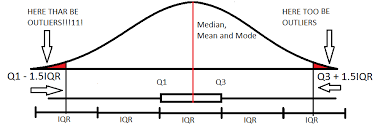 HERE THAR BE
OUTLIERS!!!!11!
Median,
Mean and Mode
HERE TOO BE
OUTLIERS
Q1 - 1.5IQR
Q1
Q3
Q3 + 1.5IQR
IQR
IQR
IQR
IQR
IQR